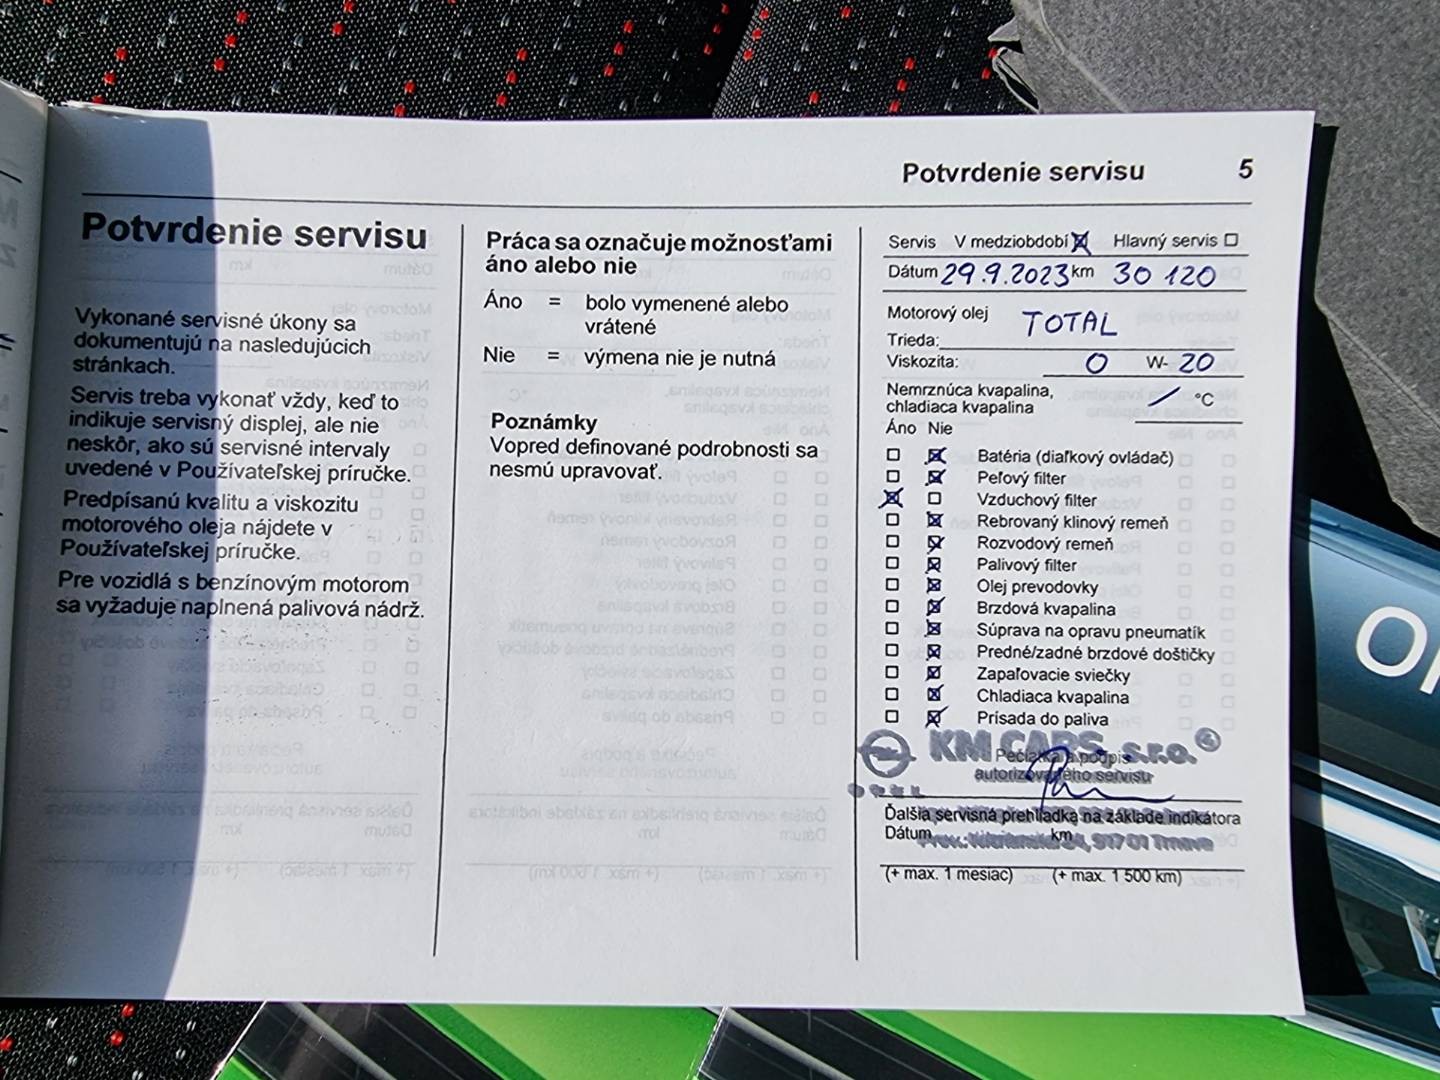 Potvrdenie servisu 5
Potvrdenie servisu
Vykonané servisné úkony sa
dokumentujú na nasledujúcich
stránkach.
Servis treba vykonať vždy, keď to
indikuje servisný displej, ale nie
neskôr, ako sú servisné intervaly
uvedené v Používateľskej príručke.
Predpísanú kvalitu a viskozitu
motorového oleja nájdete v
Používateľskej príručke.
Pre vozidlá s benzínovým motorom
sa vyžaduje naplnená palivová nádrž.
Práca sa označuje možnosťami
áno alebo nie
Áno = bolo vymenené alebo
vrátené
Nie = výmena nie je nutná
Poznámky
Vopred definované podrobnosti sa
nesmú upravovať.
Servis V medziobdobí ☒ Hlavný servis ☐
Dátum 29.9.2023 km 30 120
Motorový olej TOTAL
Trieda:
Viskozita: 0 W- 20
Nemrznúca kvapalina, / °C
chladiaca kvapalina
Áno Nie
☐ ☒ Batéria (diaľkový ovládač)
☐ ☒ Peľový filter
☒ ☐ Vzduchový filter
☐ ☒ Rebrovaný klinový remeň
☐ ☒ Rozvodový remeň
☐ ☒ Palivový filter
☐ ☒ Olej prevodovky
☐ ☒ Brzdová kvapalina
☐ ☒ Súprava na opravu pneumatík
☐ ☒ Predné/zadné brzdové doštičky
☐ ☒ Zapaľovacie sviečky
☐ ☒ Chladiaca kvapalina
☐ ☒ Prísada do paliva
KM CARS, s.r.o. 4
Pečiatka a podpis
autorizovaného servisu
OPEL
Ďalšia servisná prehliadka na základe indikátora
Dátum km
917 01 Trnava
(+ max. 1 mesiac) (+ max. 1 500 km)